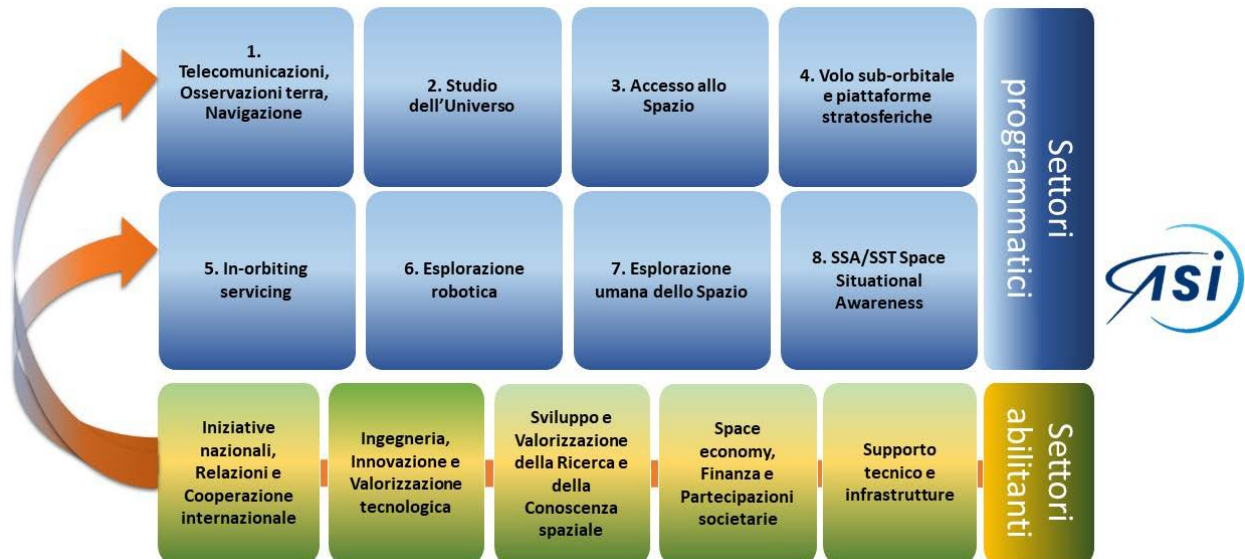 1.
Telecomunicazioni,
Osservazioni terra,
Navigazione
2. Studio
dell’Universo
3. Accesso allo
Spazio
4. Volo sub-orbitale
e piattaforme
stratosferiche
5. In-orbiting
servicing
6. Esplorazione
robotica
7. Esplorazione
umana dello Spazio
8. SSA/SST Space
Situational
Awareness
Settori
programmatici
asi
Iniziative
nazionali,
Relazioni e
Cooperazione
internazionale
Ingegneria,
Innovazione e
Valorizzazione
tecnologica
Sviluppo e
Valorizzazione
della Ricerca e
della
Conoscenza
spaziale
Space
economy,
Finanza e
Partecipazioni
societarie
Supporto
tecnico e
infrastrutture
Settori
abilitanti